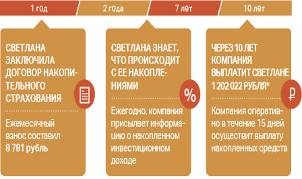 1 год
2 года
7 лет
10 лет
СВЕТЛАНА
ЗАКЛЮЧИЛА
ДОГОВОР НАКОПИ-
ТЕЛЬНОГО
СТРАХОВАНИЯ
Ежемесячный
взнос составил
8 781 рубль
СВЕТЛАНА ЗНАЕТ,
ЧТО ПРОИСХОДИТ
С ЕЕ НАКОПЛЕ-
НИЯМИ
%
Ежегодно, компания
присылает информа-
цию о накопленном
инвестиционном
доходе
ЧЕРЕЗ 10 ЛЕТ
КОМПАНИЯ
ВЫПЛАТИТ СВЕТЛАНЕ
1 202 022 РУБЛЯ*
₽
Компания оператив-
но в течение 15 дней
осуществит выплату
накопленных средств